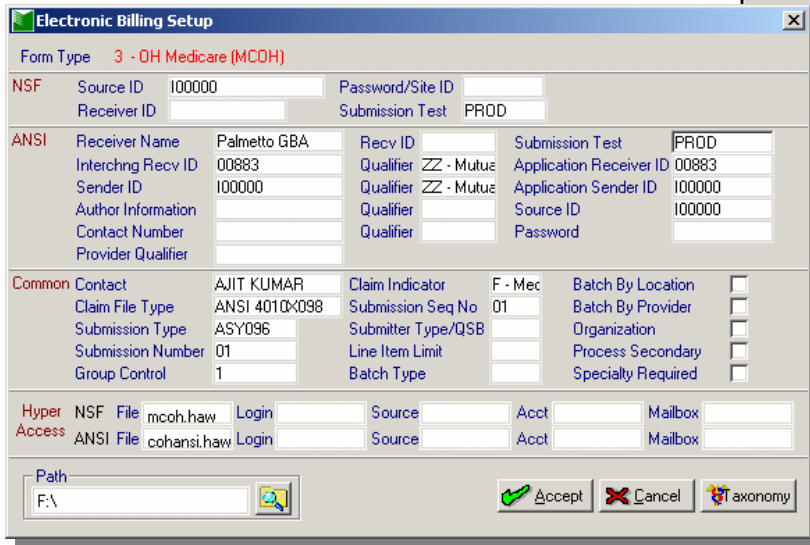 Electronic Billing Setup
Form Type 3 - OH Medicare (MCOH)
NSF Source ID I00000 Password/Site ID
Receiver ID Submission Test PROD
ANSI Receiver Name Palmetto GBA Recv ID Submission Test PROD
Interchng Recv ID 00883 Qualifier ZZ - Mutua Application Receiver ID 00883
Sender ID I00000 Qualifier ZZ - Mutua Application Sender ID I00000
Author Information Qualifier Source ID I00000
Contact Number Qualifier Password
Provider Qualifier
Common Contact AJIT KUMAR Claim Indicator F - Med Batch By Location
Claim File Type ANSI 4010X098 Submission Seq No 01 Batch By Provider
Submission Type ASY096 Submitter Type/QSB Organization
Submission Number 01 Line Item Limit Process Secondary
Group Control 1 Batch Type Specialty Required
Hyper NSF File mcoh.haw Login Source Acct Mailbox
Access ANSI File cohansi.haw Login Source Acct Mailbox
Path
F:\
Accept Cancel Taxonomy